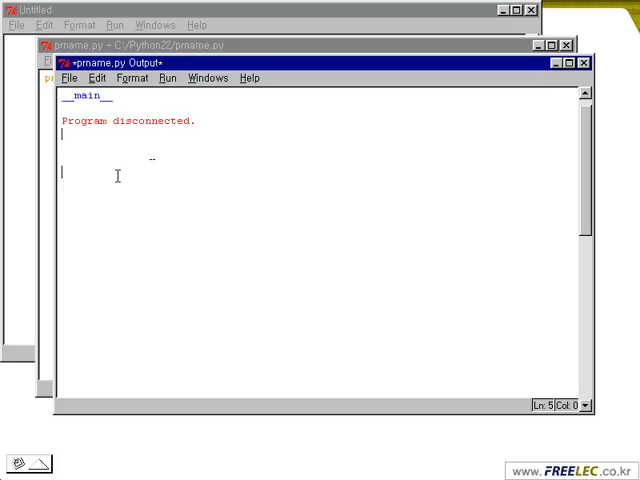 Untitled
File Edit Format Run Windows Help
prname.py - C:/Python22/prname.py
*prname.py Output*
File Edit Format Run Windows Help
__main__
Program disconnected.
--
Ln: 5 Col: 0
www.FREELEC.co.kr